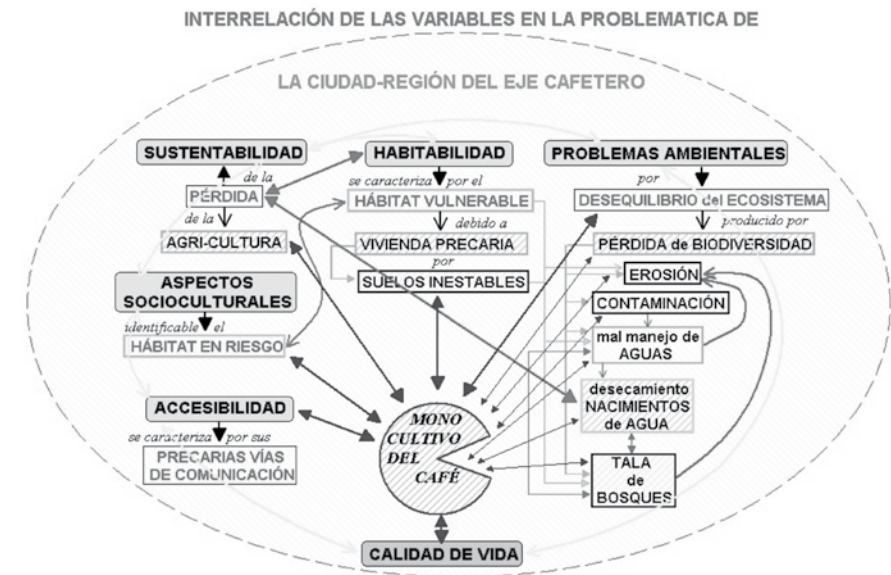 INTERRELACIÓN DE LAS VARIABLES EN LA PROBLEMATICA DE
LA CIUDAD-REGIÓN DEL EJE CAFETERO
SUSTENTABILIDAD
de la
PÉRDIDA
de la
AGRI-CULTURA
ASPECTOS
SOCIOCULTURALES
identificable el
HÁBITAT EN RIESGO
ACCESIBILIDAD
se caracteriza por sus
PRECARIAS VÍAS
DE COMUNICACIÓN
HABITABILIDAD
se caracteriza por el
HÁBITAT VULNERABLE
debido a
VIVIENDA PRECARIA
por
SUELOS INESTABLES
MONO
CULTIVO
DEL
CAFÉ
CALIDAD DE VIDA
PROBLEMAS AMBIENTALES
por
DESEQUILIBRIO del ECOSISTEMA
producido por
PÉRDIDA de BIODIVERSIDAD
EROSIÓN
CONTAMINACIÓN
mal manejo de
AGUAS
desecamiento
NACIMIENTOS
de AGUA
TALA
de
BOSQUES